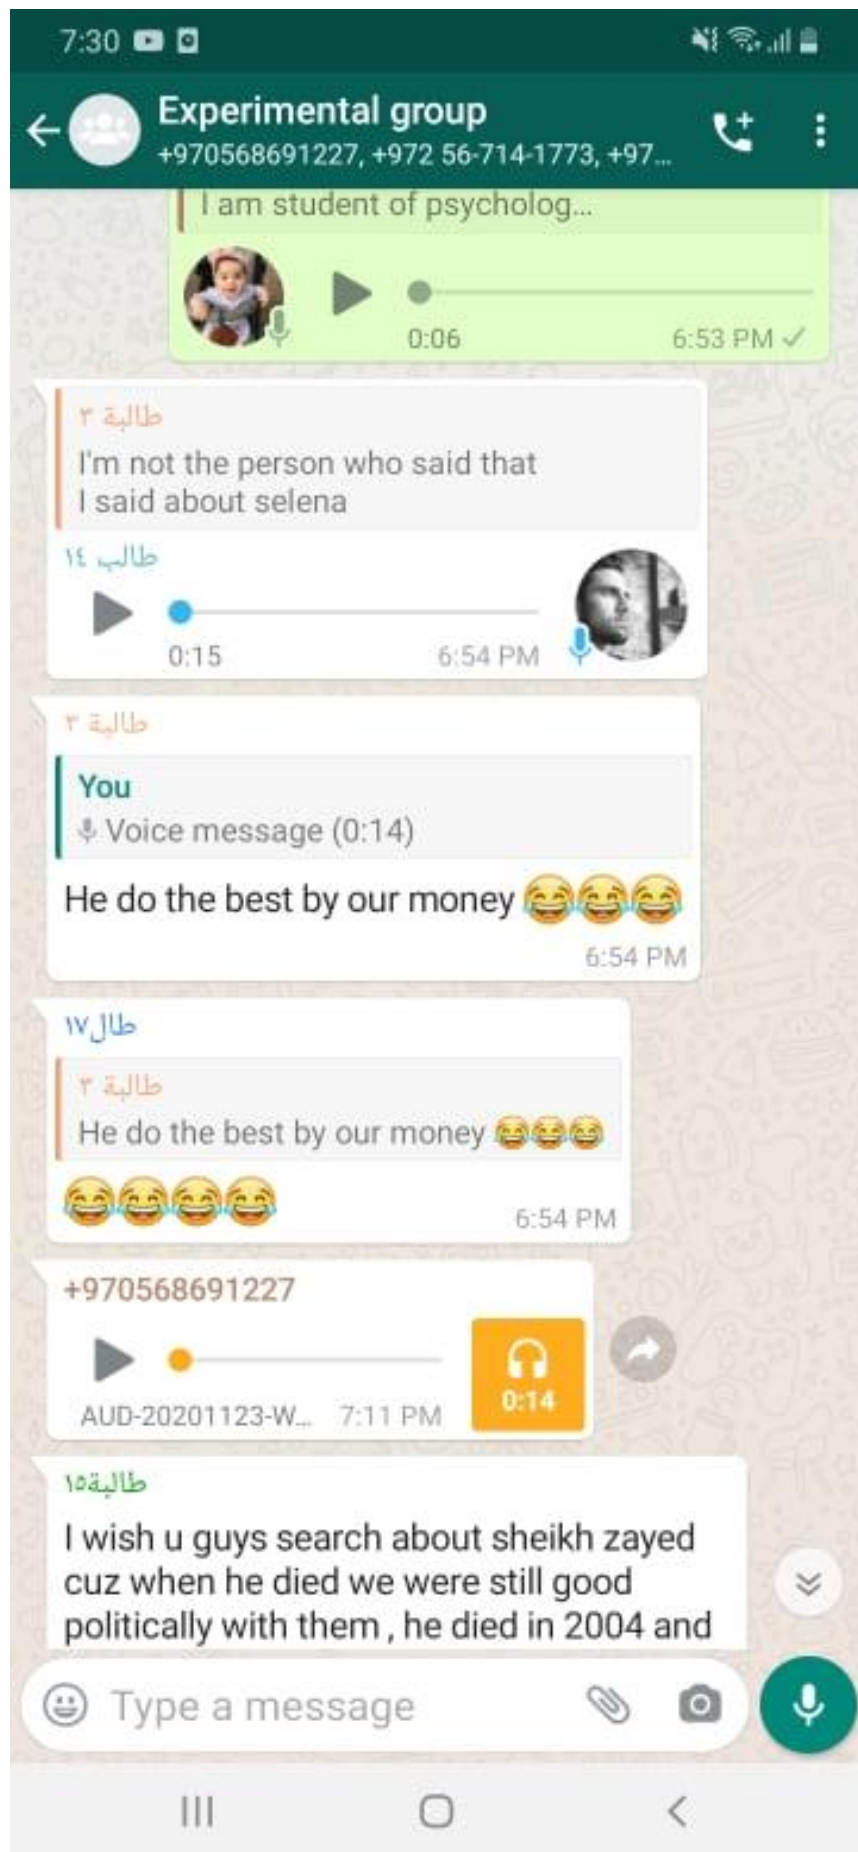 7:30
Experimental group
+970568691227, +972 56-714-1773, +97...
I am student of psycholog...
0:06 6:53 PM
طالبة ٣
I'm not the person who said that
I said about selena
طالب ١٤
0:15 6:54 PM
طالبة ٣
You
Voice message (0:14)
He do the best by our money 😂😂😂
6:54 PM
طال١٧
طالبة ٣
He do the best by our money 😂😂😂
😂😂😂😂
6:54 PM
+970568691227
0:14
AUD-20201123-W... 7:11 PM
طالبة١٥
I wish u guys search about sheikh zayed
cuz when he died we were still good
politically with them , he died in 2004 and
Type a message